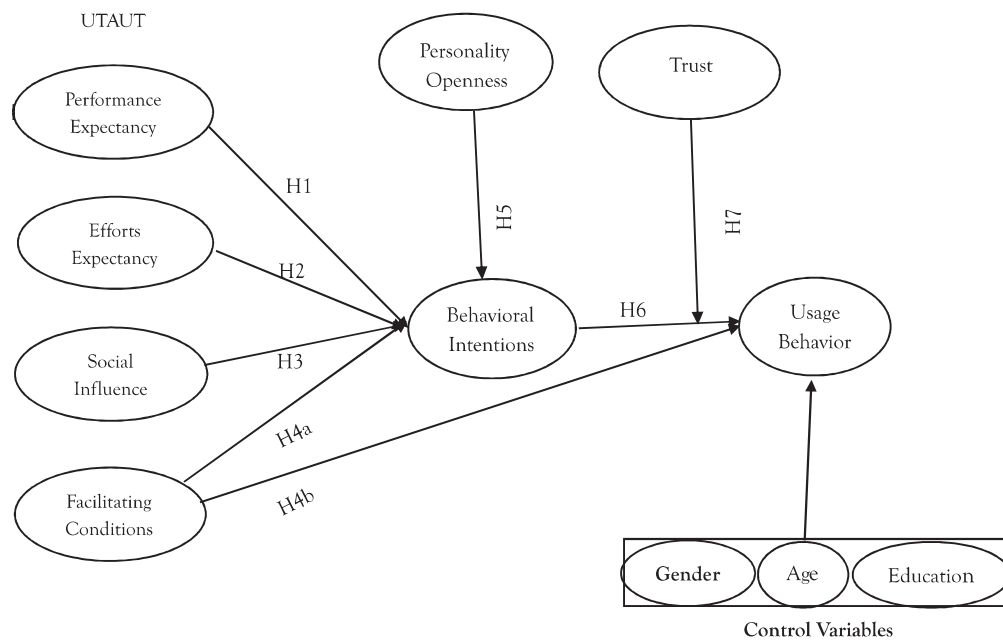 UTAUT
Performance
Expectancy
Efforts
Expectancy
Social
Influence
Facilitating
Conditions
Personality
Openness
Trust
H1
H2
H3
H4a
H4b
H5
H7
Behavioral
Intentions
H6
Usage
Behavior
Gender
Age
Education
Control Variables